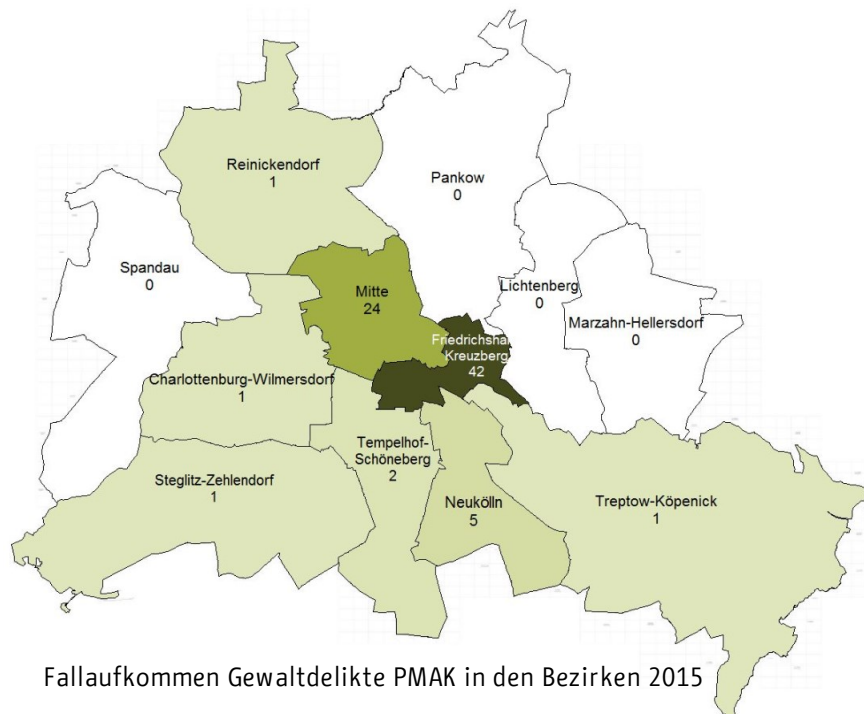 Reinickendorf
1
Pankow
0
Spandau
0
Mitte
24
Lichtenberg
0
Marzahn-Hellersdorf
0
Friedrichshai
Kreuzberg
42
Charlottenburg-Wilmersdorf
1
Tempelhof-
Schöneberg
2
Steglitz-Zehlendorf
1
Neukölln
5
Treptow-Köpenick
1
Fallaufkommen Gewaltdelikte PMAK in den Bezirken 2015